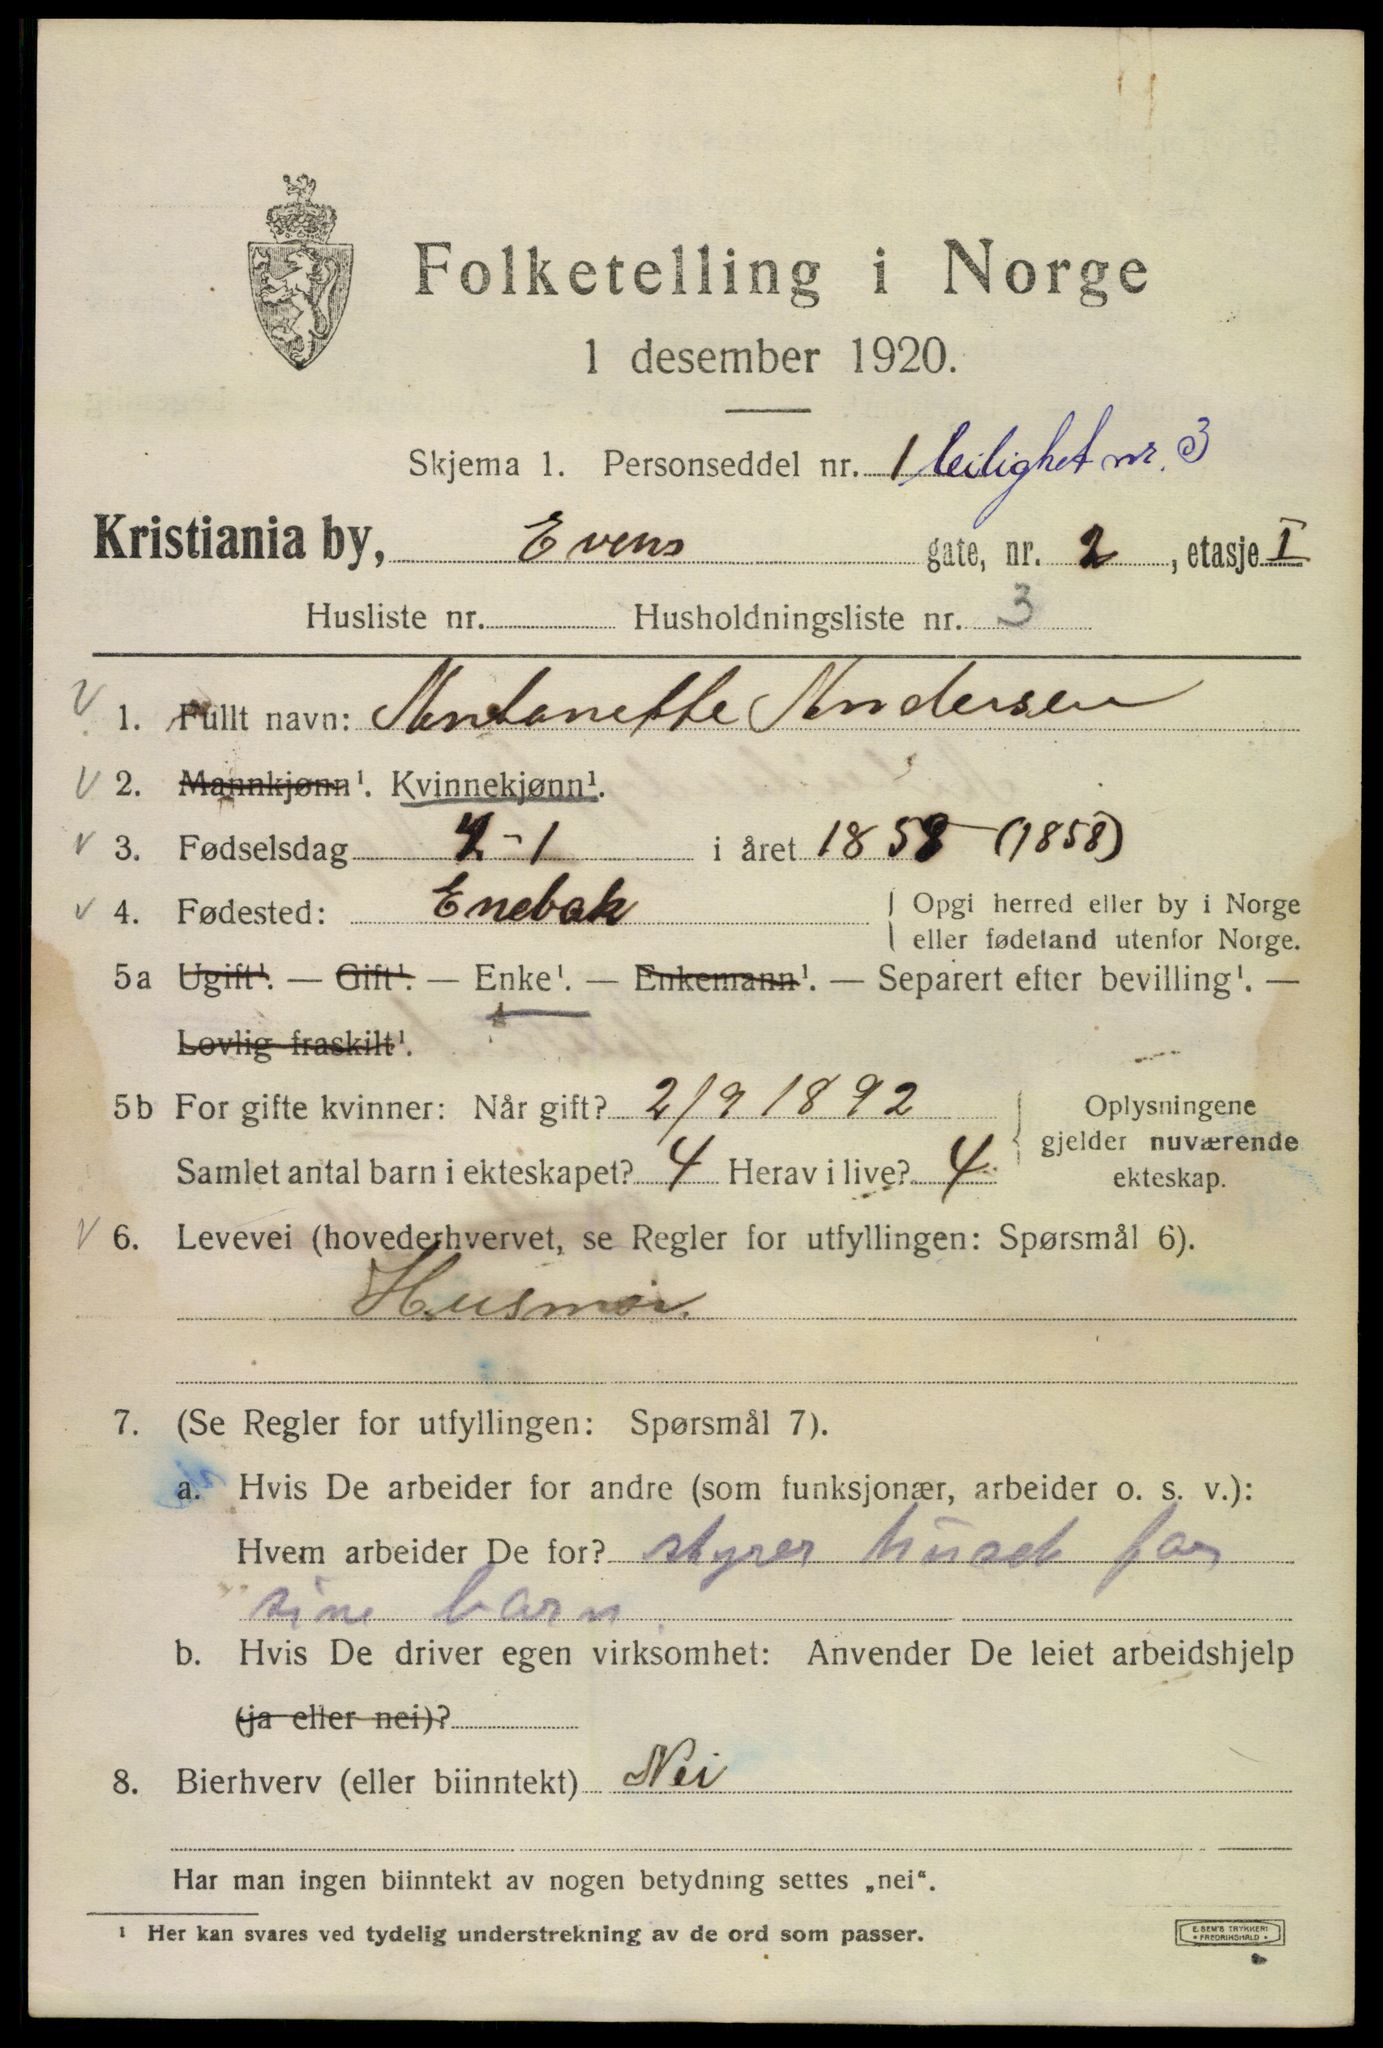 Folketelling i Norge
1 desember 1920.
Skjema 1. Personseddel nr. 1 leilighet nr. 3
Kristiania by, Evens gate, nr. 2, etasje I
Husliste nr. Husholdningsliste nr. 3
1. Fullt navn: Antonette Andersen
2. Mannkjønn¹. Kvinnekjønn¹.
3. Fødselsdag -1 i året 1858 (1858)
4. Fødested: Enebak { Opgi herred eller by i Norge
eller fødeland utenfor Norge.
5a Ugift¹. — Gift¹. — Enke¹. — Enkemann¹. — Separert efter bevilling¹. —
Lovlig fraskilt¹.
5b For gifte kvinner: Når gift? 2/9 1892
Samlet antal barn i ekteskapet? 4 Herav i live? 4.
Oplysningene
gjelder nuværende
ekteskap.
6. Levevei (hovederhvervet, se Regler for utfyllingen: Spørsmål 6).
Husmor.
7. (Se Regler for utfyllingen: Spørsmål 7).
a. Hvis De arbeider for andre (som funksjonær, arbeider o. s. v.):
Hvem arbeider De for? styrer huset for
sine barn.
b. Hvis De driver egen virksomhet: Anvender De leiet arbeidshjelp
(ja eller nei)?
8. Bierhverv (eller biinntekt) Nei
Har man ingen biinntekt av nogen betydning settes „nei“.
¹ Her kan svares ved tydelig understrekning av de ord som passer.
E. SEM'S TRYKKERI
• FREDRIKSHALD •